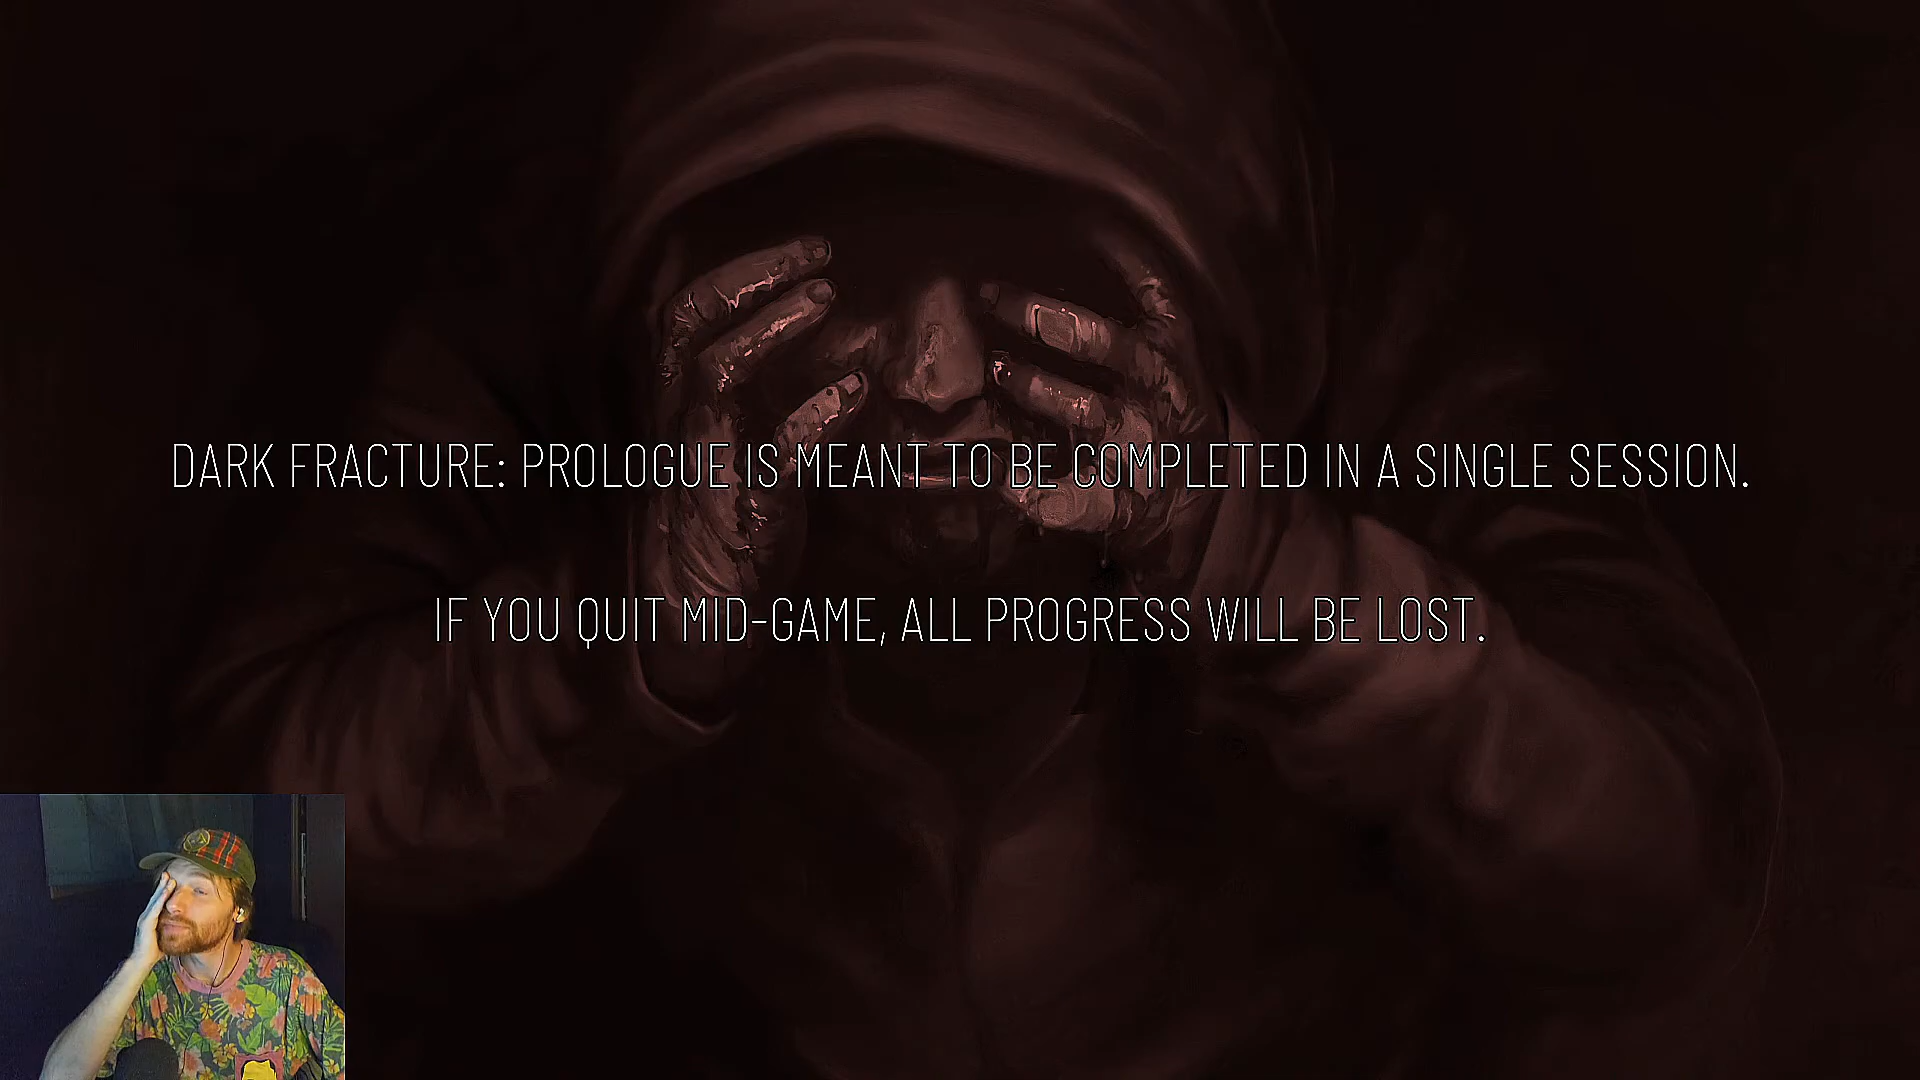 DARK FRACTURE: PROLOGUE IS MEANT TO BE COMPLETED IN A SINGLE SESSION.
IF YOU QUIT MID-GAME, ALL PROGRESS WILL BE LOST.